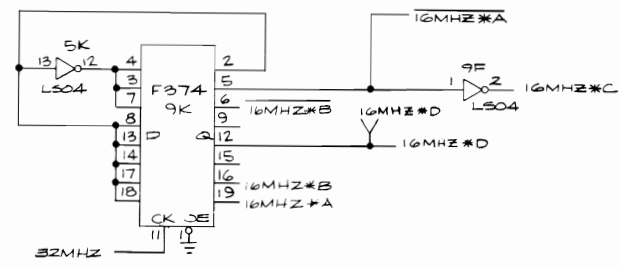 16MHZ*A
5K
13 12
LS04
4 2
3 5
F374
7 9K 6
16MHZ*B
8 9
D Q
13 12
14 15
17 16 16MHZ*B
18 19 16MHZ*A
CK OE
11 1
32MHZ
9F
1 2
LS04
16MHZ*C
16MHZ*D
16MHZ*D